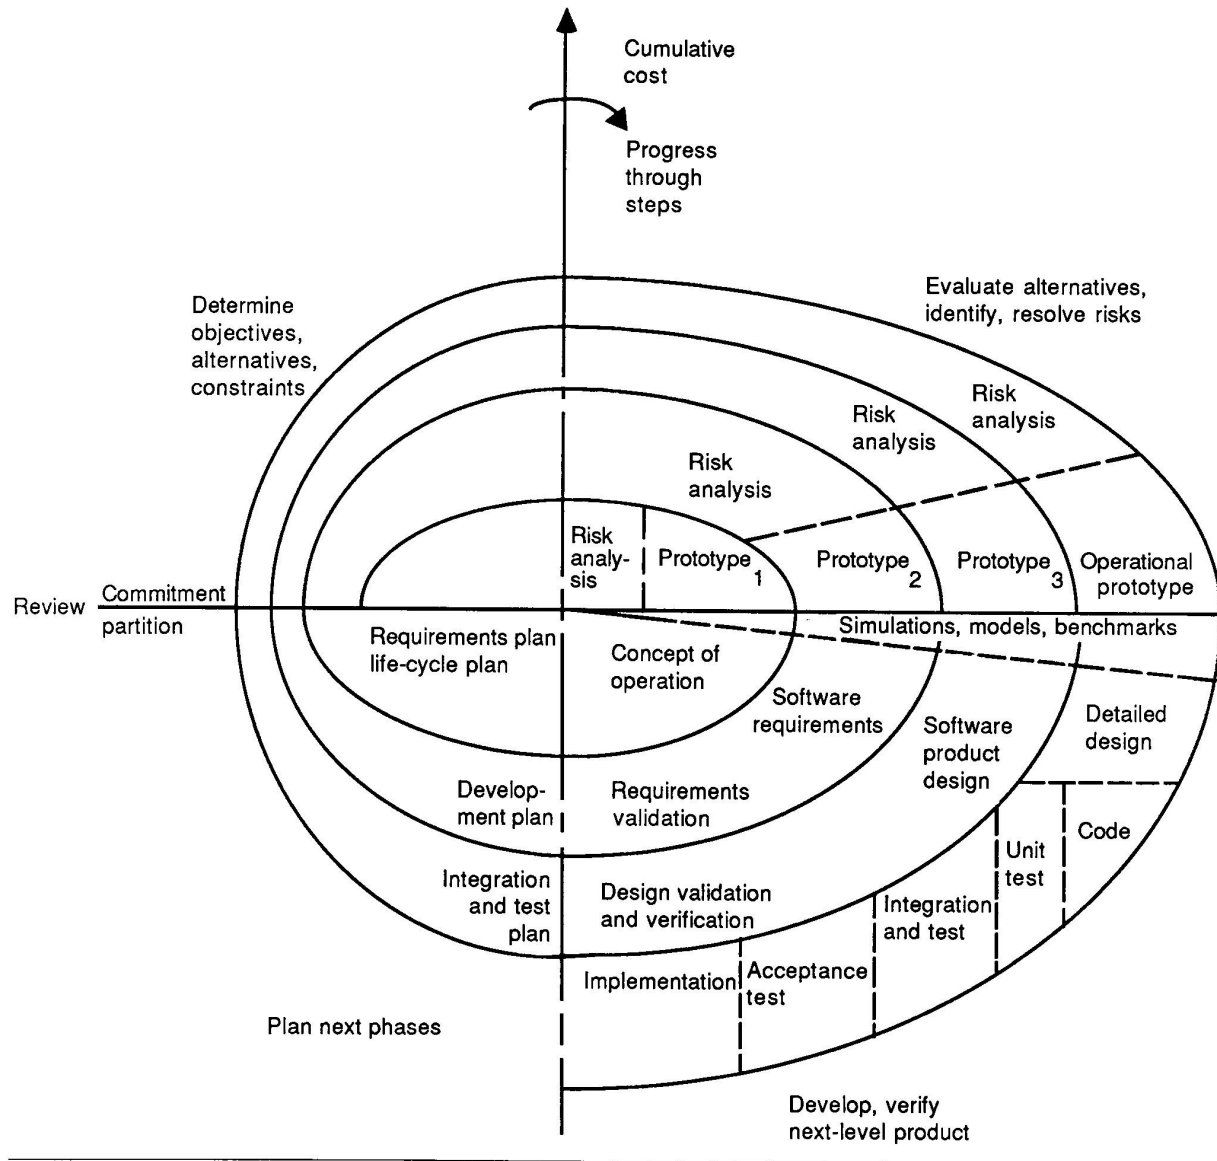 Cumulative
cost
Progress
through
steps
Determine
objectives,
alternatives,
constraints
Evaluate alternatives,
identify, resolve risks
Risk
analysis
Risk
analysis
Risk
analysis
Risk
analy-
sis
Prototype 1
Prototype 2
Prototype 3
Operational
prototype
Review
Commitment
partition
Requirements plan
life-cycle plan
Concept of
operation
Simulations, models, benchmarks
Software
requirements
Software
product
design
Detailed
design
Develop-
ment plan
Requirements
validation
Code
Unit
test
Integration
and test
plan
Design validation
and verification
Integration
and test
Implementation
Acceptance
test
Plan next phases
Develop, verify
next-level product